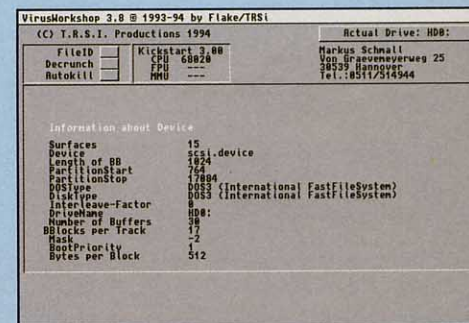 VirusWorkshop 3,8 © 1993-94 by Flake/TRSi
(C) T.R.S.I. Productions 1994
Actual Drive: HD0:
FileID
Decrunch
Autokill
Kickstart 3,00
CPU 68020
FPU ---
MMU ---
Markus Schmall
Von Graevemeyerweg 25
30539 Hannover
Tel.:0511/514944
Information about Device
Surfaces 15
Device scsi.device
Length of BB 1024
PartitionStart 764
PartitionStop 17084
DOSType DOS3 (International FastFileSystem)
DiskType DOS3 (International FastFileSystem)
Interleave-Factor 0
DriveName HD0:
Number of Buffers 30
BBlocks per Track 17
Mask -2
BootPriority 1
Bytes per Block 512